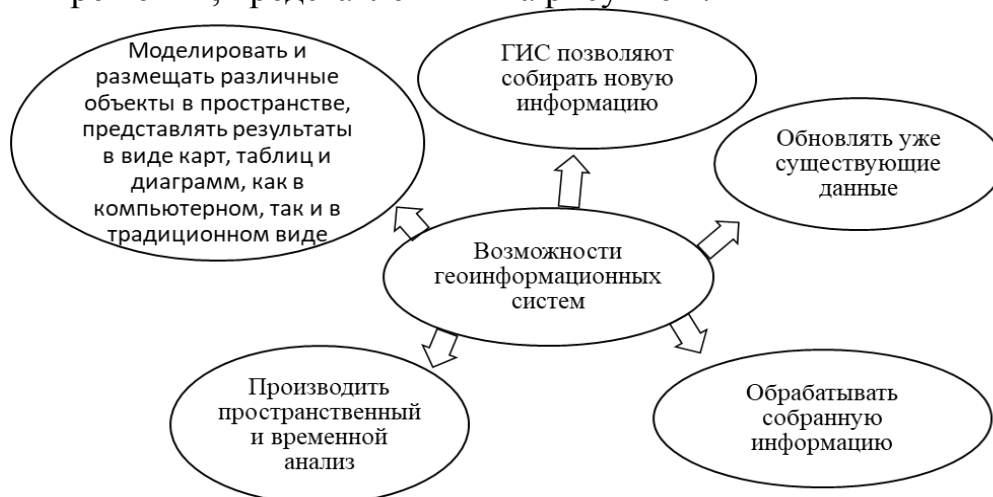 Моделировать и
размещать различные
объекты в пространстве,
представлять результаты
в виде карт, таблиц и
диаграмм, как в
компьютерном, так и в
традиционном виде
ГИС позволяют
собирать новую
информацию
Обновлять уже
существующие
данные
Возможности
геоинформационных
систем
Производить
пространственный
и временной
анализ
Обрабатывать
собранную
информацию